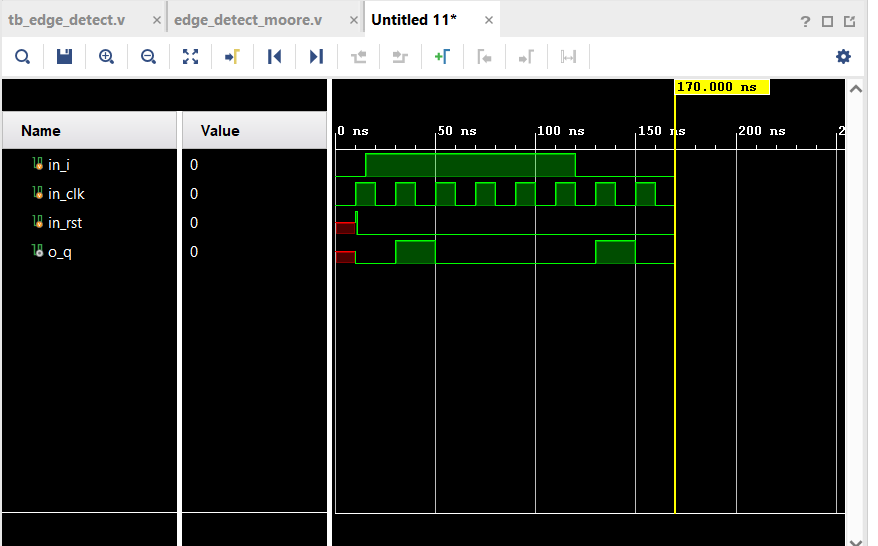 tb_edge_detect.v × edge_detect_moore.v × Untitled 11* ×
? 
170.000 ns
Name Value
0 ns 50 ns 100 ns 150 ns 200 ns
in_i 0
in_clk 0
in_rst 0
o_q 0